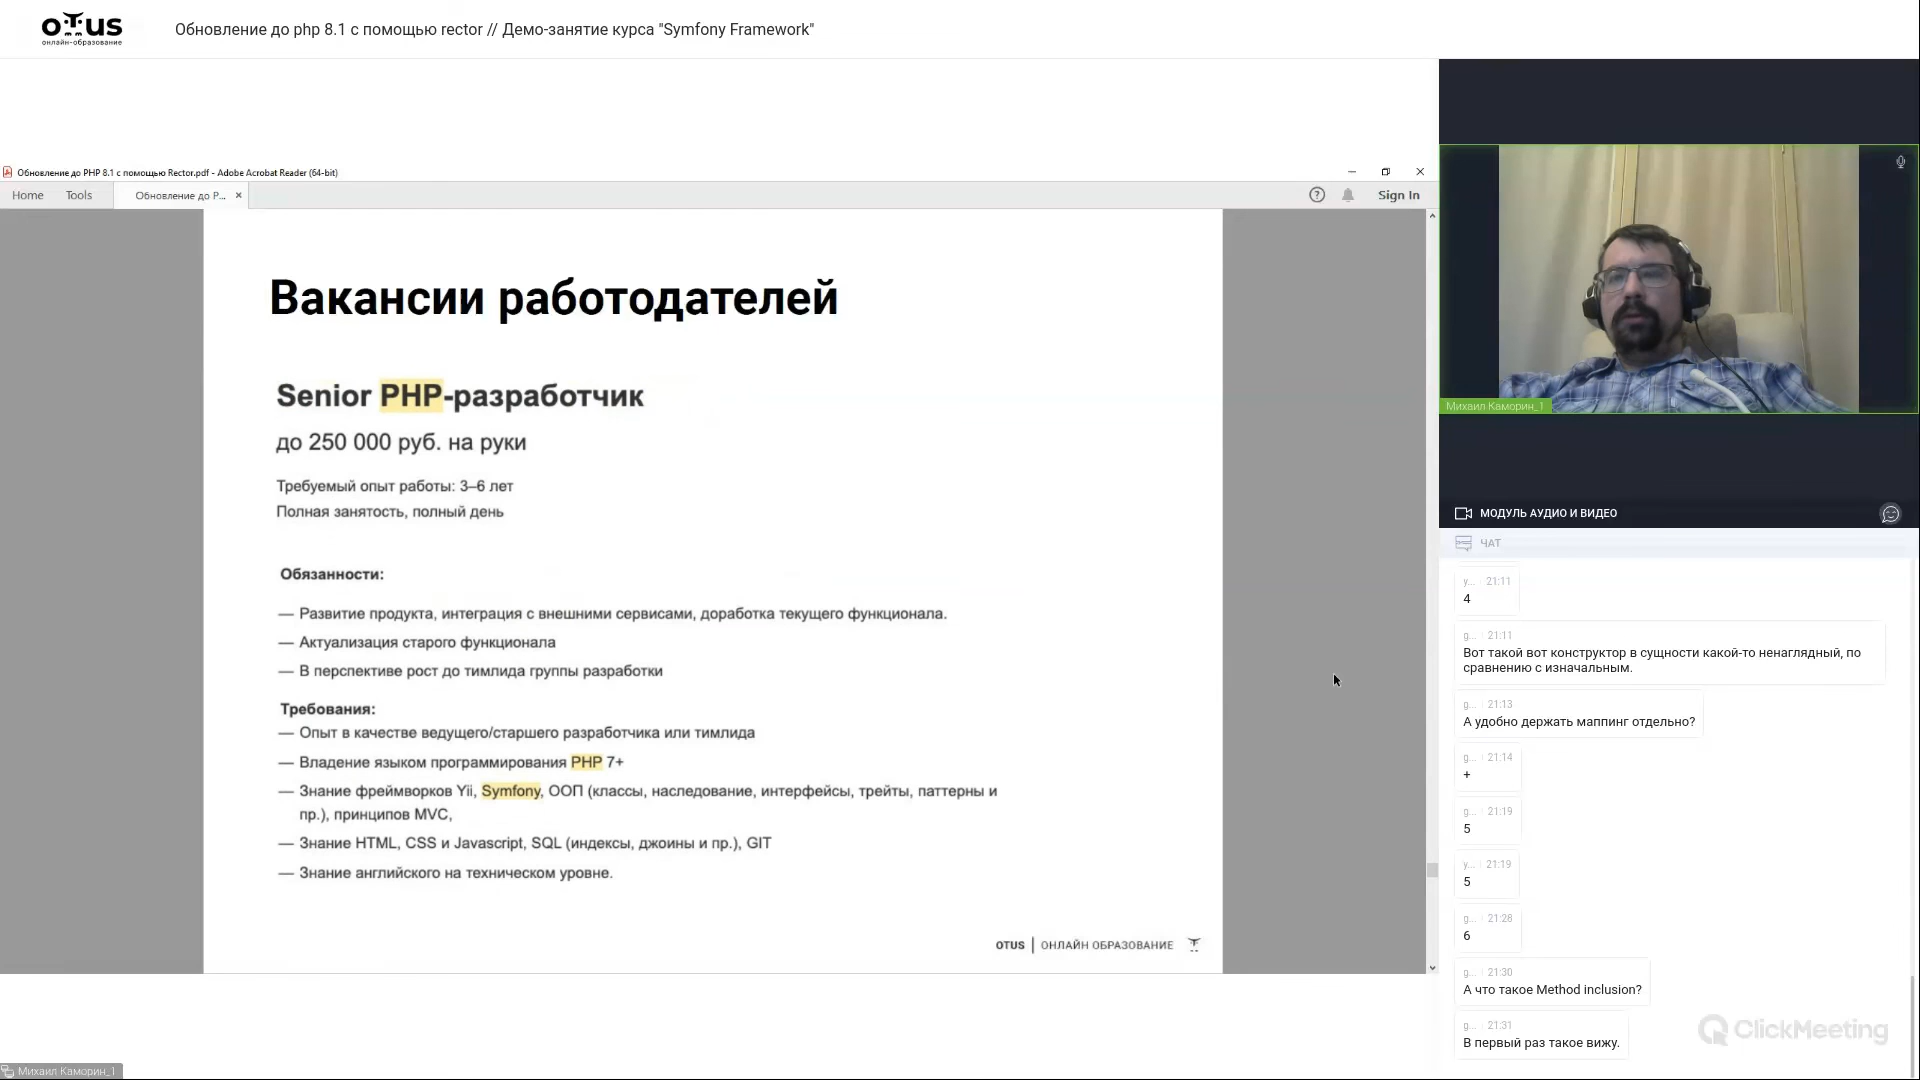 OTUS
онлайн-образование
Обновление до php 8.1 с помощью rector // Демо-занятие курса "Symfony Framework"
Обновление до PHP 8.1 с помощью Rector.pdf - Adobe Acrobat Reader (64-bit)
Home
Tools
Обновление до P...
Sign In
Вакансии работодателей
Senior PHP-разработчик
до 250 000 руб. на руки
Требуемый опыт работы: 3–6 лет
Полная занятость, полный день
Обязанности:
— Развитие продукта, интеграция с внешними сервисами, доработка текущего функционала.
— Актуализация старого функционала
— В перспективе рост до тимлида группы разработки
Требования:
— Опыт в качестве ведущего/старшего разработчика или тимлида
— Владение языком программирования PHP 7+
— Знание фреймворков Yii, Symfony, ООП (классы, наследование, интерфейсы, трейты, паттерны и
пр.), принципов MVC,
— Знание HTML, CSS и Javascript, SQL (индексы, джоины и пр.), GIT
— Знание английского на техническом уровне.
OTUS | ОНЛАЙН ОБРАЗОВАНИЕ
Михаил Каморин_1
Михаил Каморин_1
МОДУЛЬ АУДИО И ВИДЕО
ЧАТ
y... 21:11
4
g... 21:11
Вот такой вот конструктор в сущности какой-то ненаглядный, по
сравнению с изначальным.
g... 21:13
А удобно держать маппинг отдельно?
g... 21:14
+
g... 21:19
5
y... 21:19
5
g... 21:28
6
g... 21:30
А что такое Method inclusion?
g... 21:31
В первый раз такое вижу.
ClickMeeting